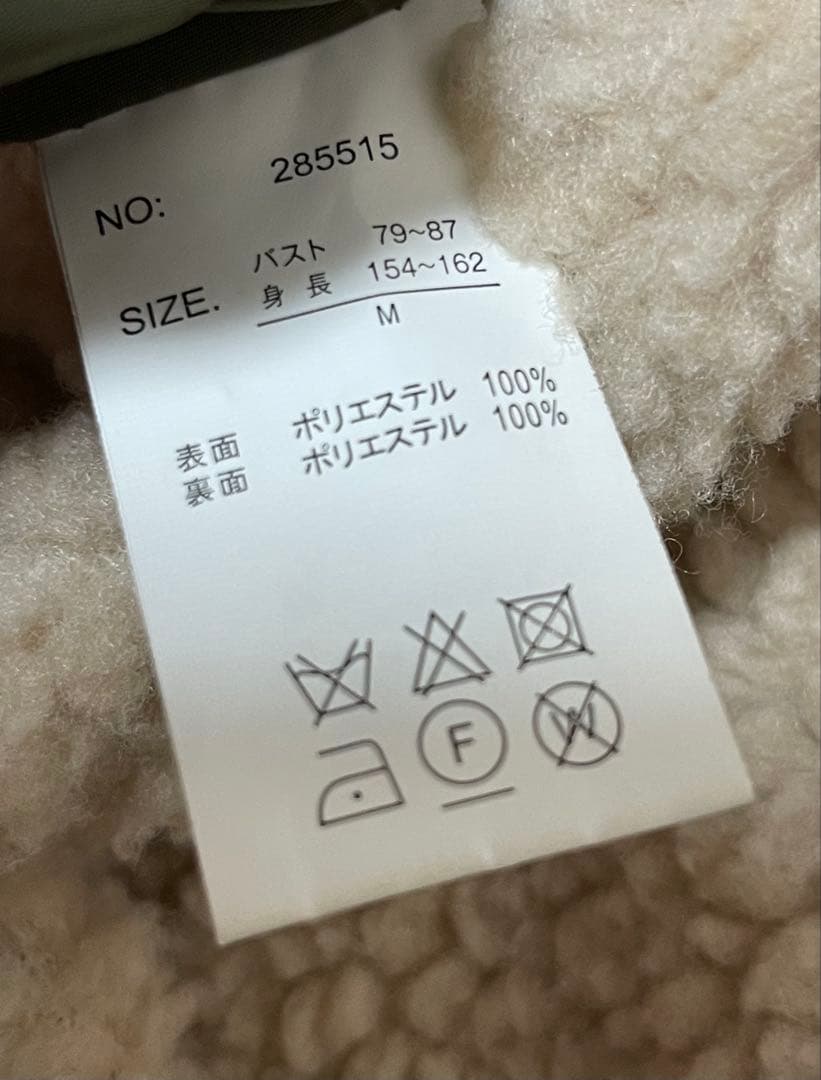 NO: 285515
バスト 79~87
SIZE. 身長 154~162
M
表面 ポリエステル 100%
裏面 ポリエステル 100%
F W